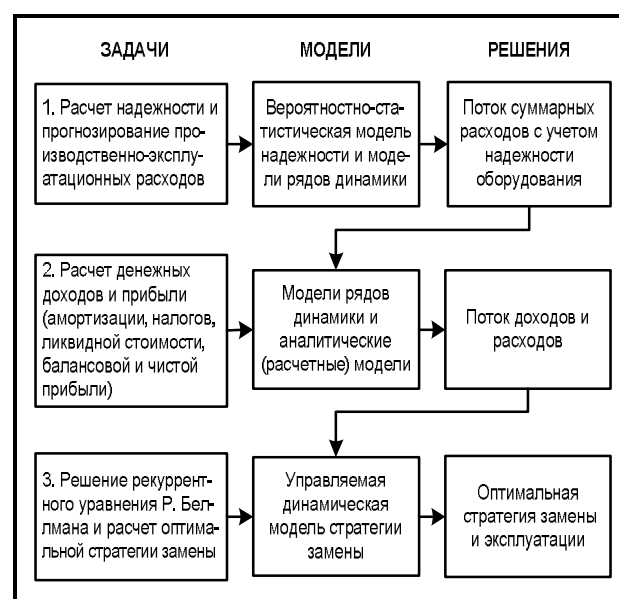 ЗАДАЧИ
МОДЕЛИ
РЕШЕНИЯ
1. Расчет надежности и
прогнозирование про-
изводственно-эксплу-
атационных расходов
Вероятностно-ста-
тистическая модель
надежности и моде-
ли рядов динамики
Поток суммарных
расходов с учетом
надежности
оборудования
2. Расчет денежных
доходов и прибыли
(амортизации, налогов,
ликвидной стоимости,
балансовой и чистой
прибыли)
Модели рядов
динамики и
аналитические
(расчетные) модели
Поток доходов и
расходов
3. Решение рекуррент-
ного уравнения Р. Бел-
лмана и расчет опти-
мальной стратегии замены
Управляемая
динамическая
модель стратегии
замены
Оптимальная
стратегия замены
и эксплуатации